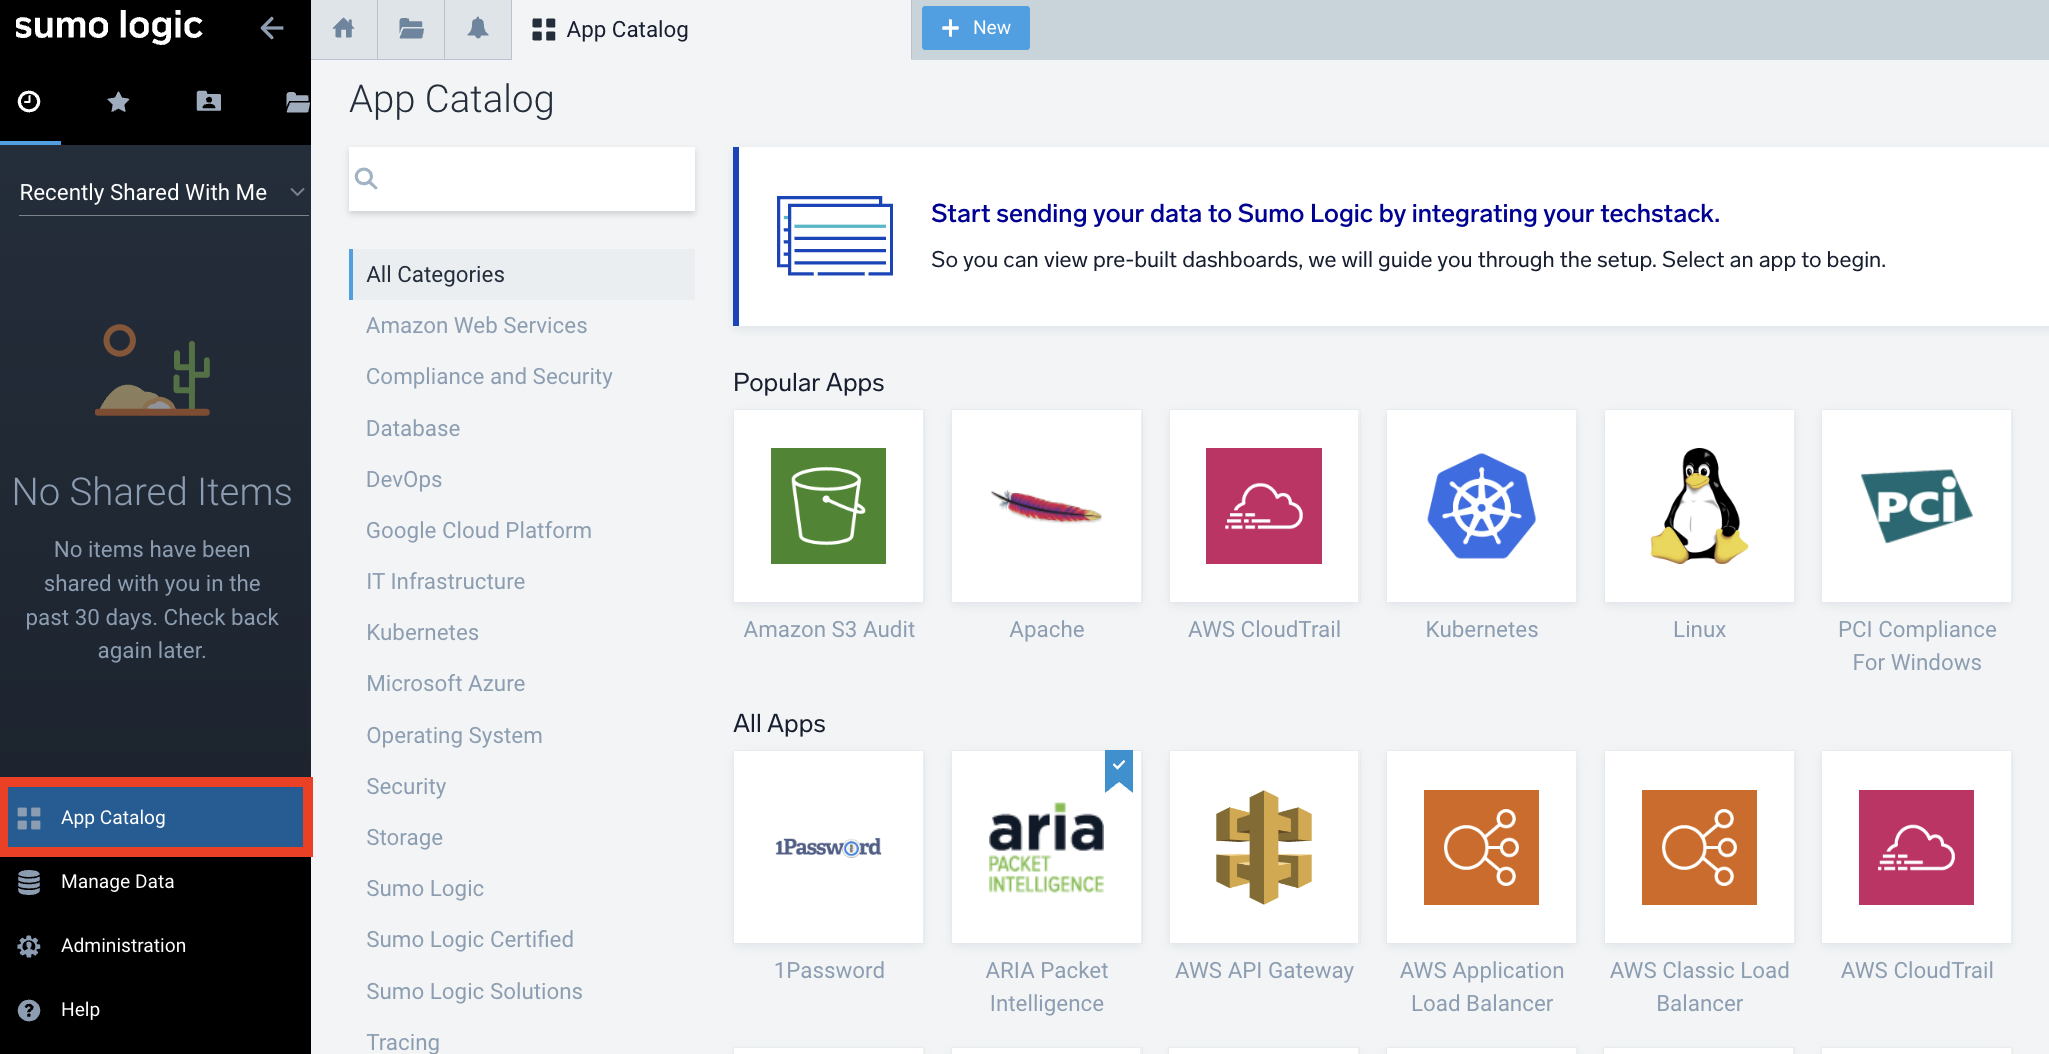 sumo logic
App Catalog
New
Recently Shared With Me
No Shared Items
No items have been
shared with you in the
past 30 days. Check back
again later.
App Catalog
Manage Data
Administration
Help
App Catalog
All Categories
Amazon Web Services
Compliance and Security
Database
DevOps
Google Cloud Platform
IT Infrastructure
Kubernetes
Microsoft Azure
Operating System
Security
Storage
Sumo Logic
Sumo Logic Certified
Sumo Logic Solutions
Tracing
Start sending your data to Sumo Logic by integrating your techstack.
So you can view pre-built dashboards, we will guide you through the setup. Select an app to begin.
Popular Apps
PCi
Amazon S3 Audit
Apache
AWS CloudTrail
Kubernetes
Linux
PCI Compliance
For Windows
All Apps
1Password
aria
PACKET
INTELLIGENCE
1Password
ARIA Packet
Intelligence
AWS API Gateway
AWS Application
Load Balancer
AWS Classic Load
Balancer
AWS CloudTrail